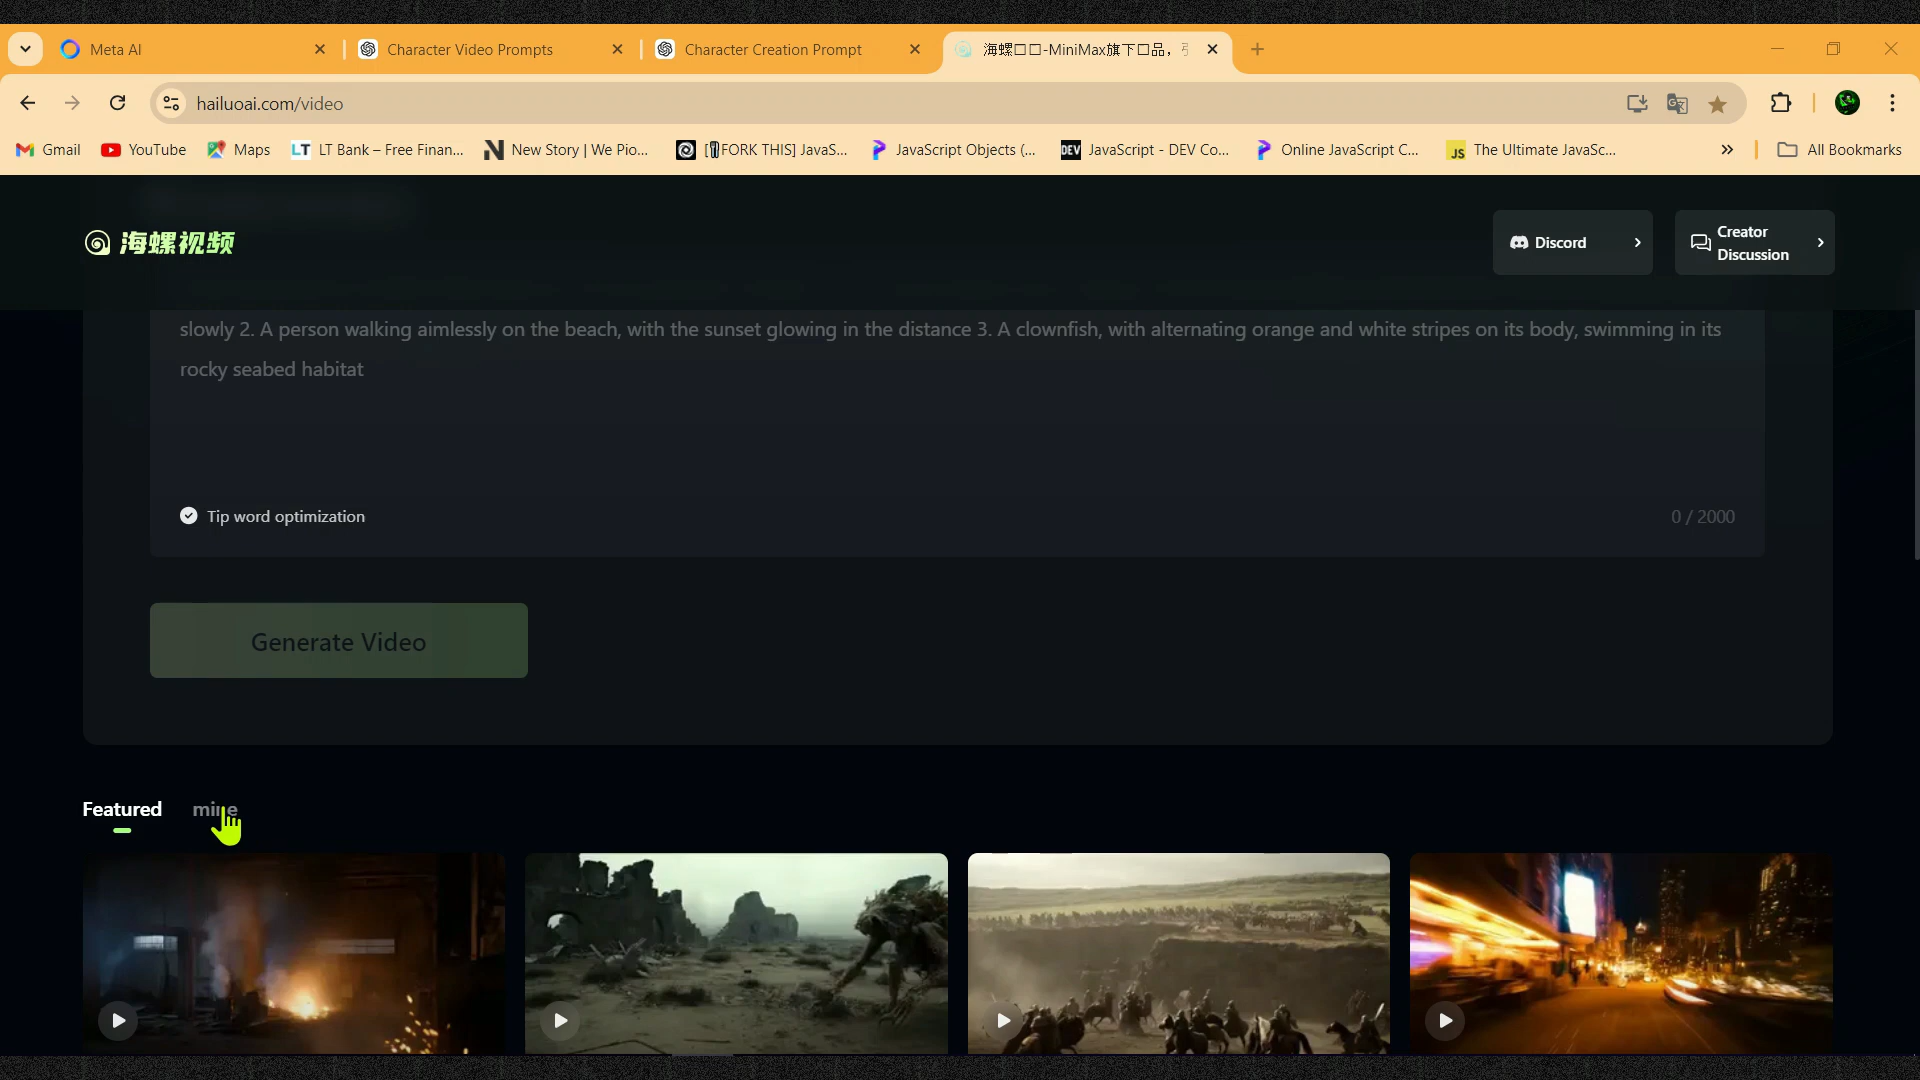 Meta AI
Character Video Prompts
Character Creation Prompt
海螺□□-MiniMax旗下□品，
hailuoai.com/video
Gmail
YouTube
Maps
LT Bank – Free Finan...
New Story | We Pio...
[FORK THIS] JavaS...
JavaScript Objects (...
DEV
JavaScript - DEV Co...
Online JavaScript C...
JS
The Ultimate JavaSc...
All Bookmarks
海螺视频
Discord
Creator
Discussion
slowly 2. A person walking aimlessly on the beach, with the sunset glowing in the distance 3. A clownfish, with alternating orange and white stripes on its body, swimming in its
rocky seabed habitat
Tip word optimization
0 / 2000
Generate Video
Featured
mine